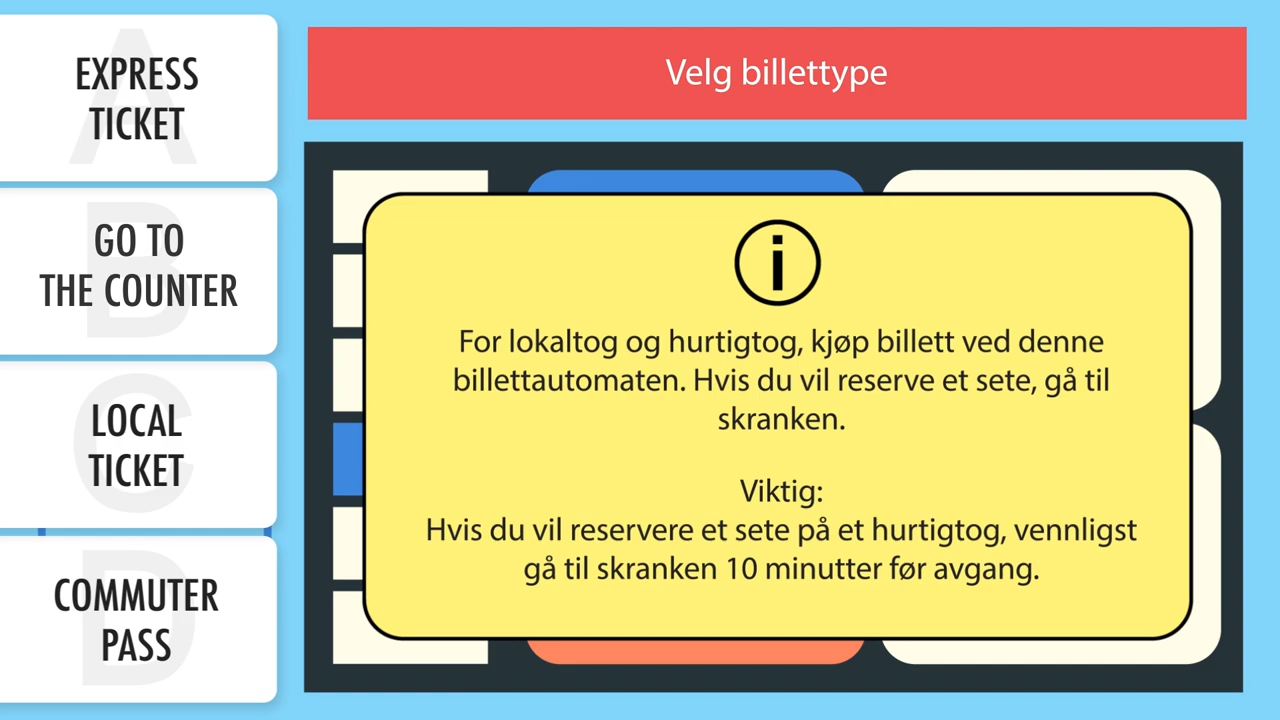 A
EXPRESS
TICKET
B
GO TO
THE COUNTER
C
LOCAL
TICKET
D
COMMUTER
PASS
Velg billettype
i
For lokaltog og hurtigtog, kjøp billett ved denne
billettautomaten. Hvis du vil reserve et sete, gå til
skranken.
Viktig:
Hvis du vil reservere et sete på et hurtigtog, vennligst
gå til skranken 10 minutter før avgang.